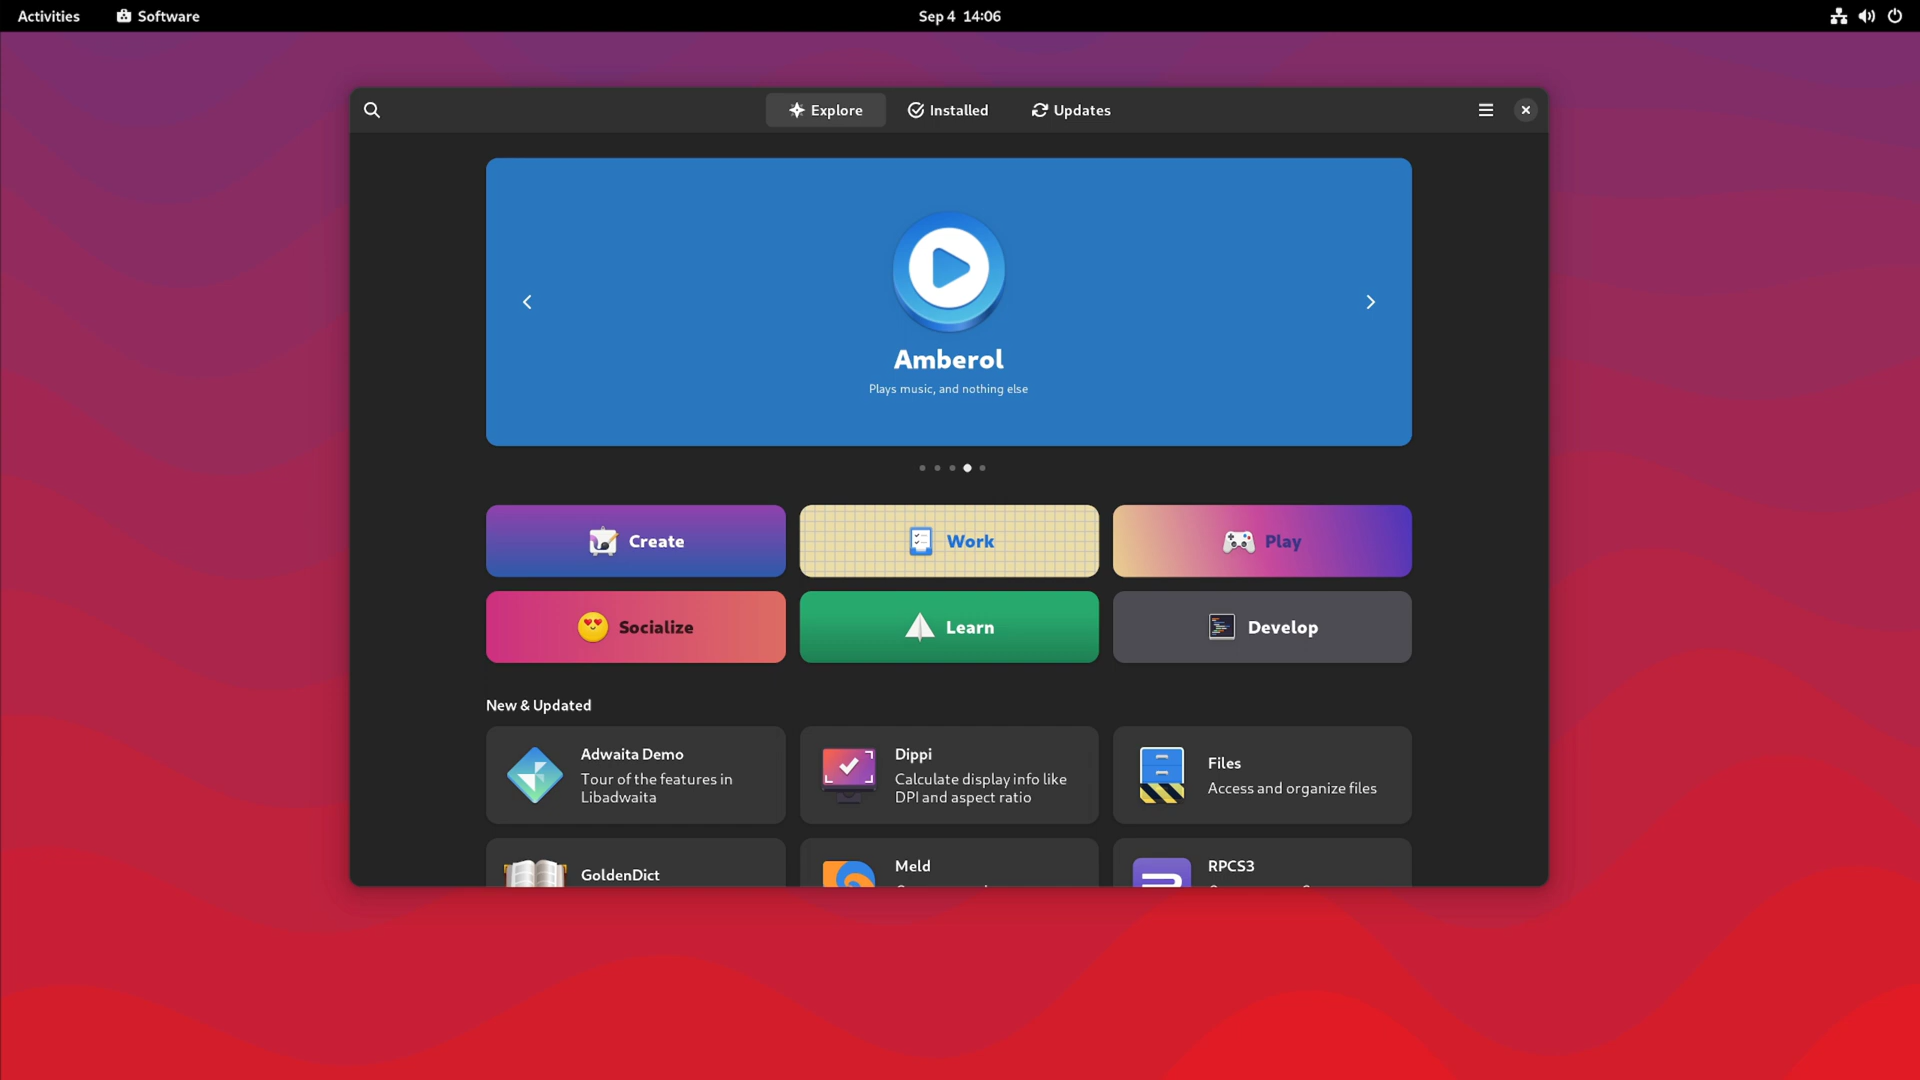 Activities Software Sep 4 14:06
Explore Installed Updates
Amberol
Plays music, and nothing else
Create Work Play
Socialize Learn Develop
New & Updated
Adwaita Demo
Tour of the features in
Libadwaita
Dippi
Calculate display info like
DPI and aspect ratio
Files
Access and organize files
GoldenDict
Meld
RPCS3